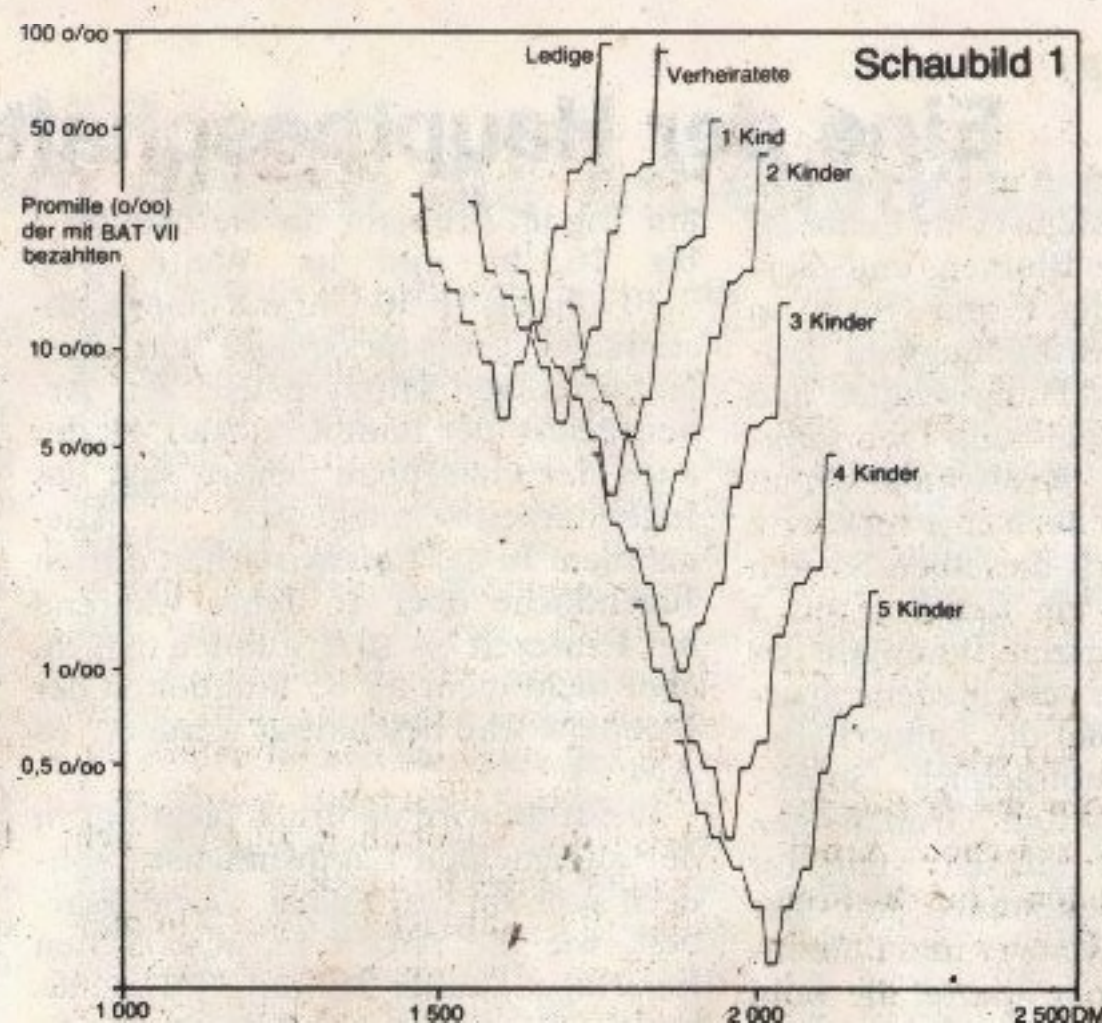 100 o/oo
Ledige
Verheiratete
Schaubild 1
50 o/oo
1 Kind
2 Kinder
Promille (o/oo)
der mit BAT VII
bezahlten
3 Kinder
10 o/oo
5 o/oo
4 Kinder
5 Kinder
1 o/oo
0,5 o/oo
1 000
1 500
2 000
2 500DM